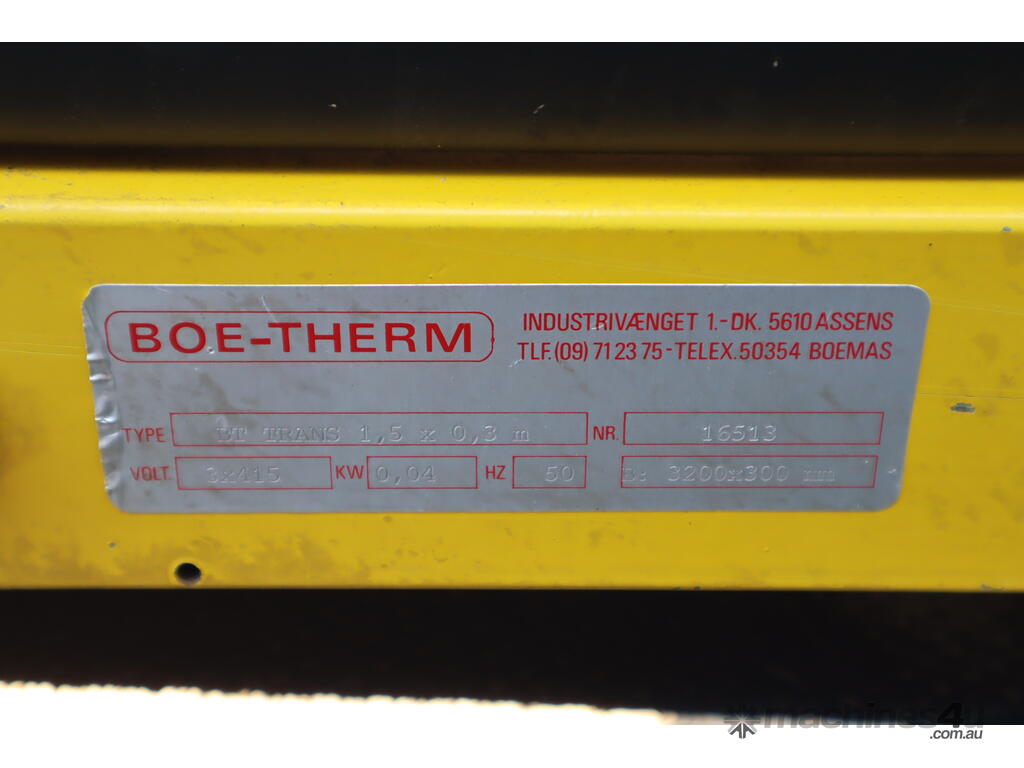 BOE-THERM
INDUSTRIVÆNGET 1.-DK. 5610 ASSENS
TLF. (09) 71 23 75 - TELEX. 50354 BOEMAS
TYPE BT TRANS 1,5 x 0,3 m NR. 16513
VOLT. 3x415 KW 0,04 HZ 50 B: 3200x300 mm
machines4u
.com.au